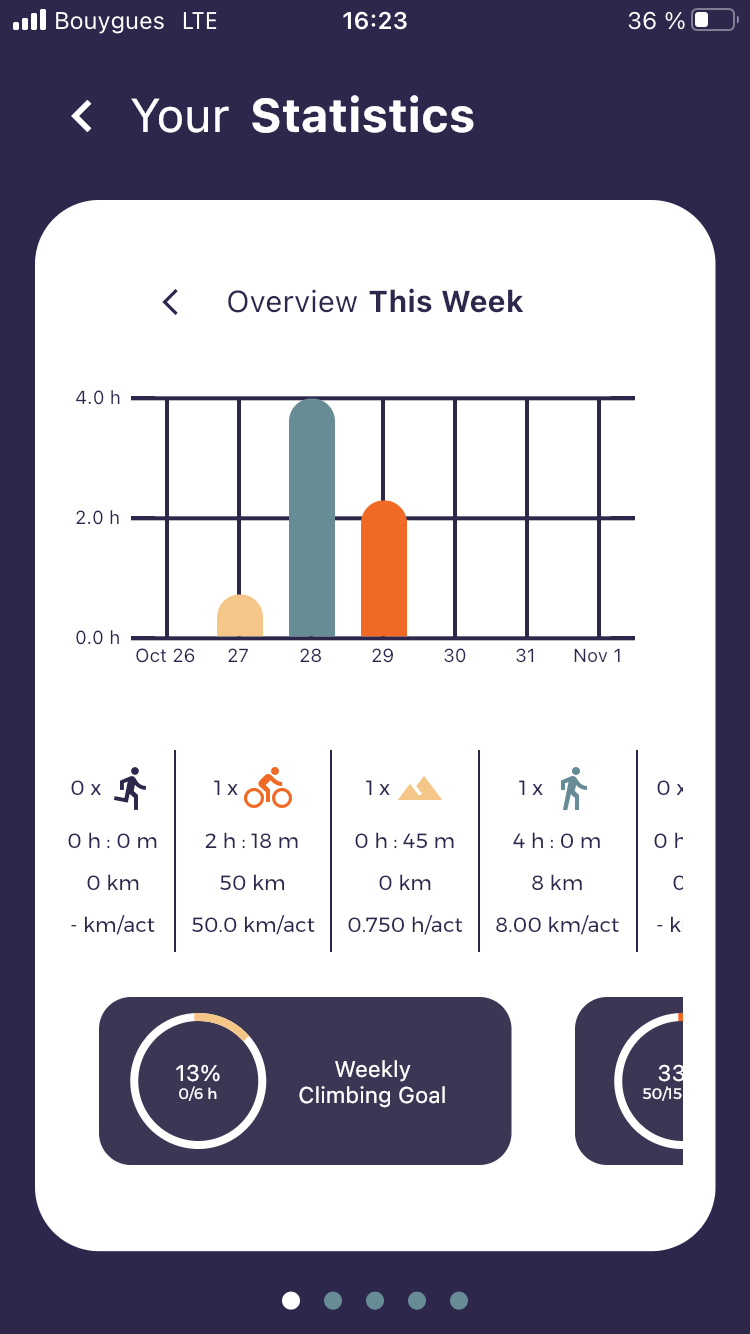 Bouygues LTE 16:23 36 %
Your Statistics
Overview This Week
4.0 h
2.0 h
0.0 h
Oct 26 27 28 29 30 31 Nov 1
0 x 1 x 1 x 1 x 0 x
0 h : 0 m 2 h : 18 m 0 h : 45 m 4 h : 0 m 0 h
0 km 50 km 0 km 8 km
- km/act 50.0 km/act 0.750 h/act 8.00 km/act - k
13%
0/6 h
Weekly
Climbing Goal
33
50/15